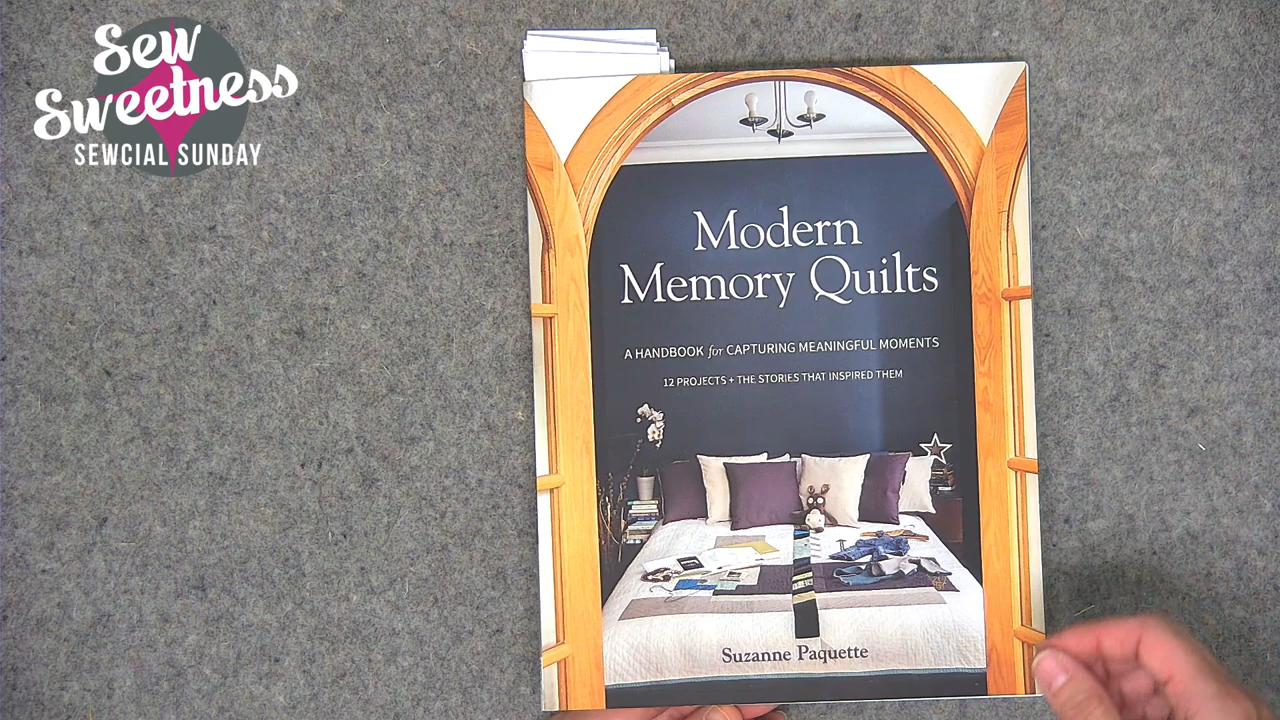 Sew
Sweetness
SEWCIAL SUNDAY
Modern
Memory Quilts
A HANDBOOK for CAPTURING MEANINGFUL MOMENTS
12 PROJECTS + THE STORIES THAT INSPIRED THEM
Suzanne Paquette